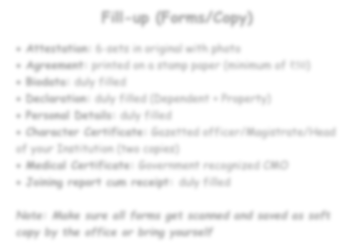 Fill-up (Forms/Copy)
• Attestation: 6 sets in original with photo
• Agreement: printed on a stamp paper (minimum of
• Biodata: duly filled
• Declaration: duly filled (Dependent + Property)
• Personal Details: duly filled
• Character Certificate: Gazetted officer/Magistrate/Head
of your Institution (two copies)
• Medical Certificate: Government recognized CMO
• Joining report cum receipt: duly filled
Note: Make sure all forms get scanned and saved as soft
copy by the office or bring yourself